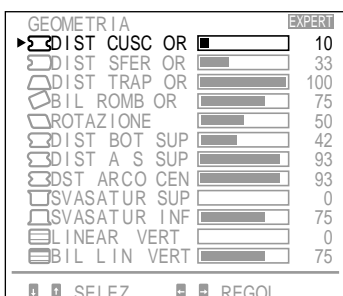 GEOMETRIA EXPERT
DIST CUSC OR 10
DIST SFER OR 33
DIST TRAP OR 100
BIL ROMB OR 75
ROTAZIONE 50
DIST BOT SUP 42
DIST A S SUP 93
DST ARCO CEN 93
SVASATUR SUP 0
SVASATUR INF 75
LINEAR VERT 0
BIL LIN VERT 75
SELEZ REGOL